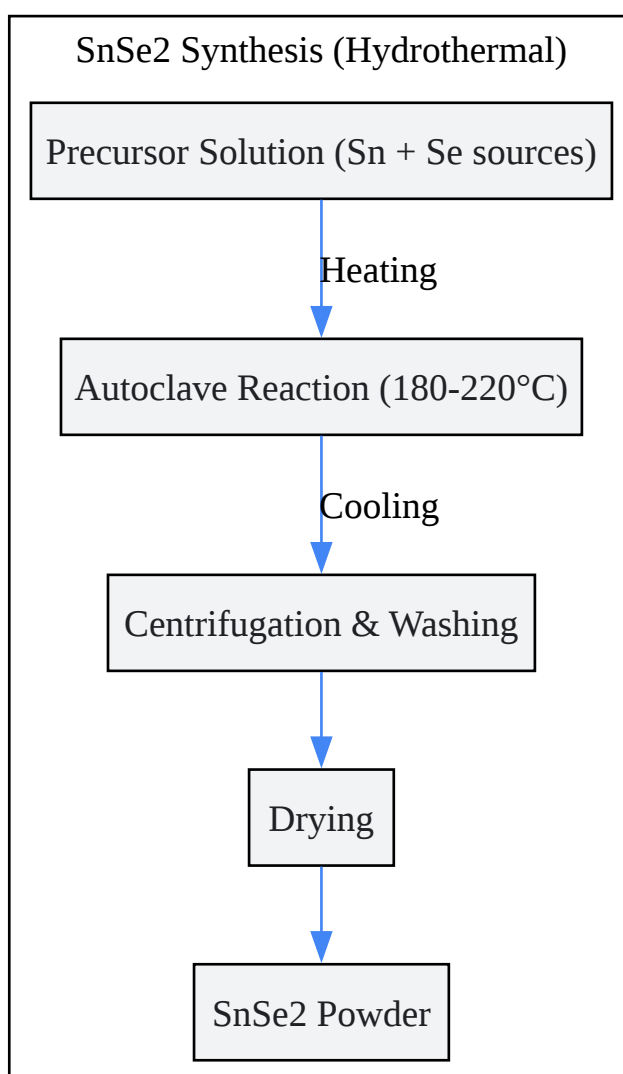 SnSe2 Synthesis (Hydrothermal)
Precursor Solution (Sn + Se sources)
Heating
Autoclave Reaction (180-220°C)
Cooling
Centrifugation & Washing
Drying
SnSe2 Powder